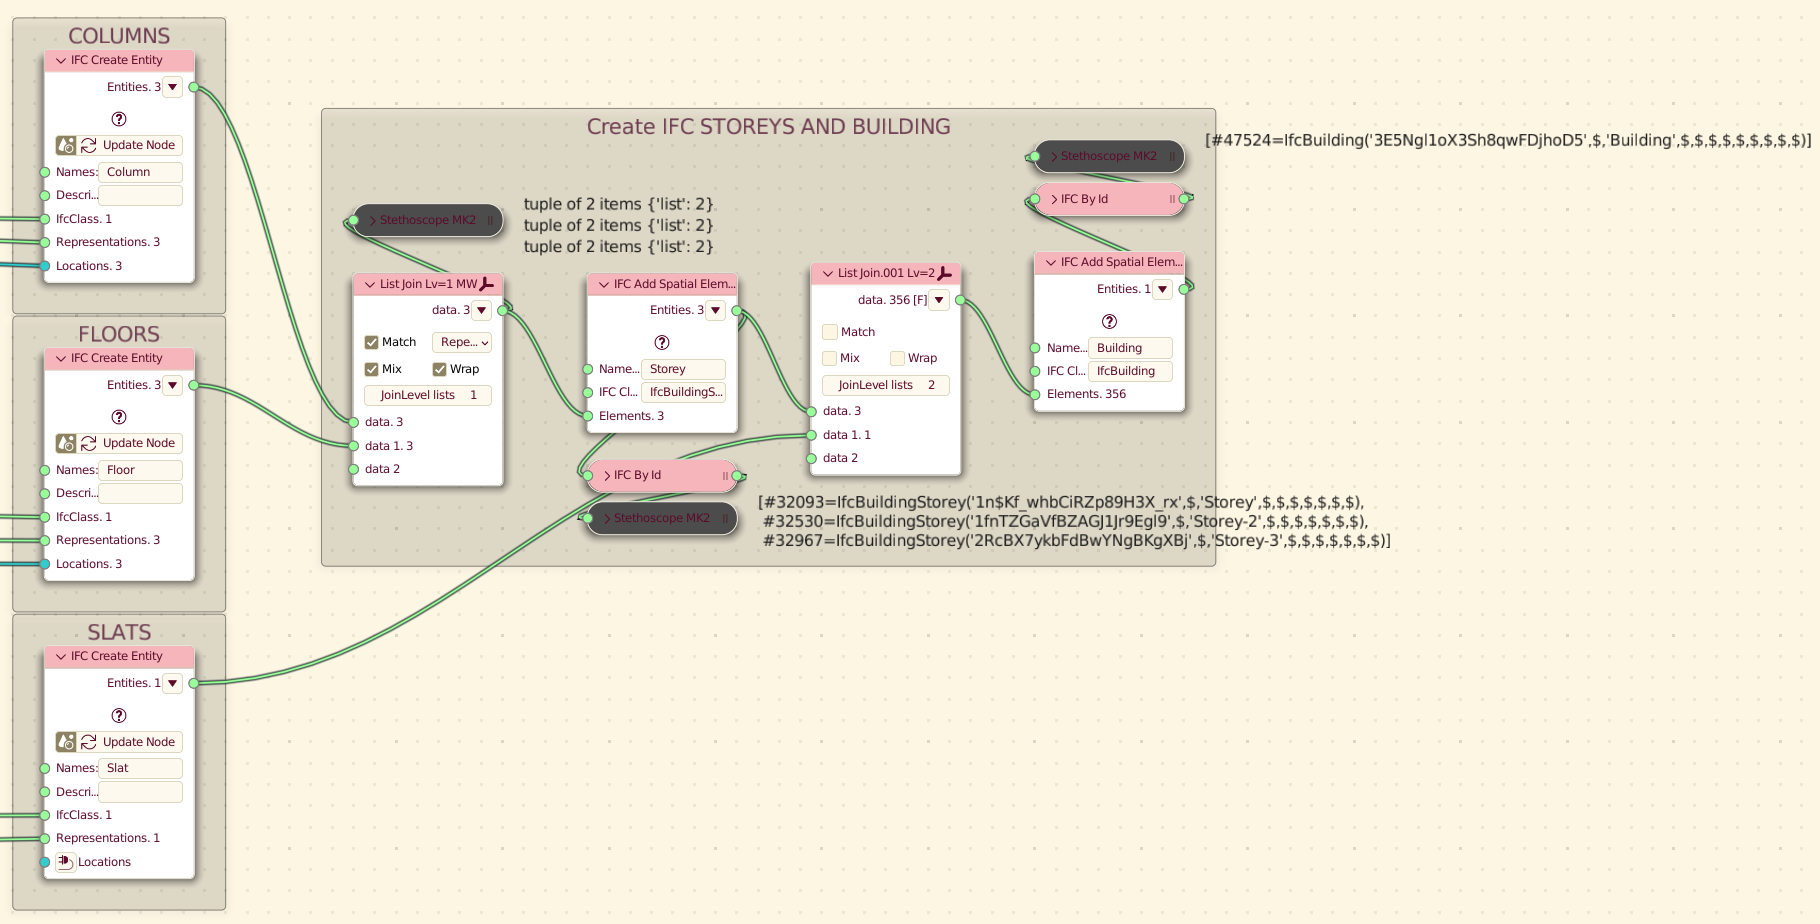 COLUMNS
IFC Create Entity
Entities. 3
Update Node
Names: Column
Descri...
IfcClass. 1
Representations. 3
Locations. 3
FLOORS
IFC Create Entity
Entities. 3
Update Node
Names: Floor
Descri...
IfcClass. 1
Representations. 3
Locations. 3
SLATS
IFC Create Entity
Entities. 1
Update Node
Names: Slat
Descri...
IfcClass. 1
Representations. 1
Locations
Create IFC STOREYS AND BUILDING
Stethoscope MK2
tuple of 2 items {'list': 2}
tuple of 2 items {'list': 2}
tuple of 2 items {'list': 2}
List Join Lv=1 MW
data. 3
Match Repe...
Mix Wrap
JoinLevel lists 1
data. 3
data 1. 3
data 2
IFC Add Spatial Elem...
Entities. 3
Name... Storey
IFC Cl... IfcBuildingS...
Elements. 3
IFC By Id
Stethoscope MK2
[#32093=IfcBuildingStorey('1n$Kf_whbCiRZp89H3X_rx',$,'Storey',$,$,$,$,$,$,$),
#32530=IfcBuildingStorey('1fnTZGaVfBZAGJ1Jr9Egl9',$,'Storey-2',$,$,$,$,$,$,$),
#32967=IfcBuildingStorey('2RcBX7ykbFdBwYNgBKgXBj',$,'Storey-3',$,$,$,$,$,$,$)]
List Join.001 Lv=2
data. 356 [F]
Match
Mix Wrap
JoinLevel lists 2
data. 3
data 1. 1
data 2
Stethoscope MK2
[#47524=IfcBuilding('3E5Ngl1oX3Sh8qwFDjhoD5',$,'Building',$,$,$,$,$,$,$,$,$)]
IFC By Id
IFC Add Spatial Elem...
Entities. 1
Name... Building
IFC Cl... IfcBuilding
Elements. 356